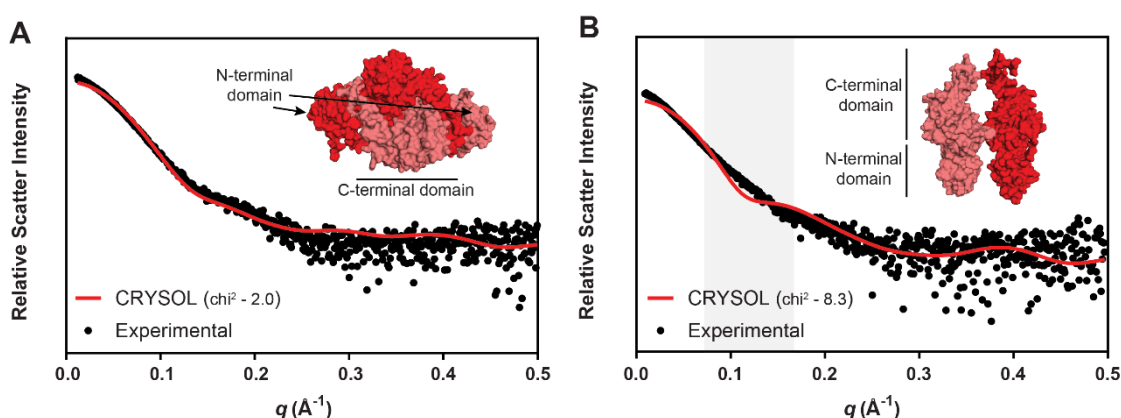 A
Relative Scatter Intensity
N-terminal
domain
C-terminal domain
CRYSOL (chi² - 2.0)
Experimental
0.0 0.1 0.2 0.3 0.4 0.5
q (Å⁻¹)
B
Relative Scatter Intensity
C-terminal
domain
N-terminal
domain
CRYSOL (chi² - 8.3)
Experimental
0.0 0.1 0.2 0.3 0.4 0.5
q (Å⁻¹)